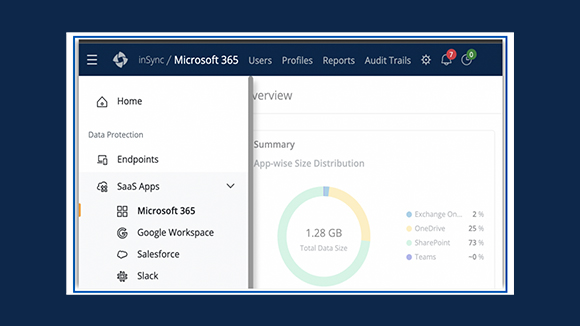 inSync / Microsoft 365 Users Profiles Reports Audit Trails 7 0
Home
verview
Data Protection
Summary
Endpoints
App-wise Size Distribution
SaaS Apps
Microsoft 365
Google Workspace
Salesforce
Slack
1.28 GB
Total Data Size
Exchange On... 2 %
OneDrive 25 %
SharePoint 73 %
Teams ~0 %